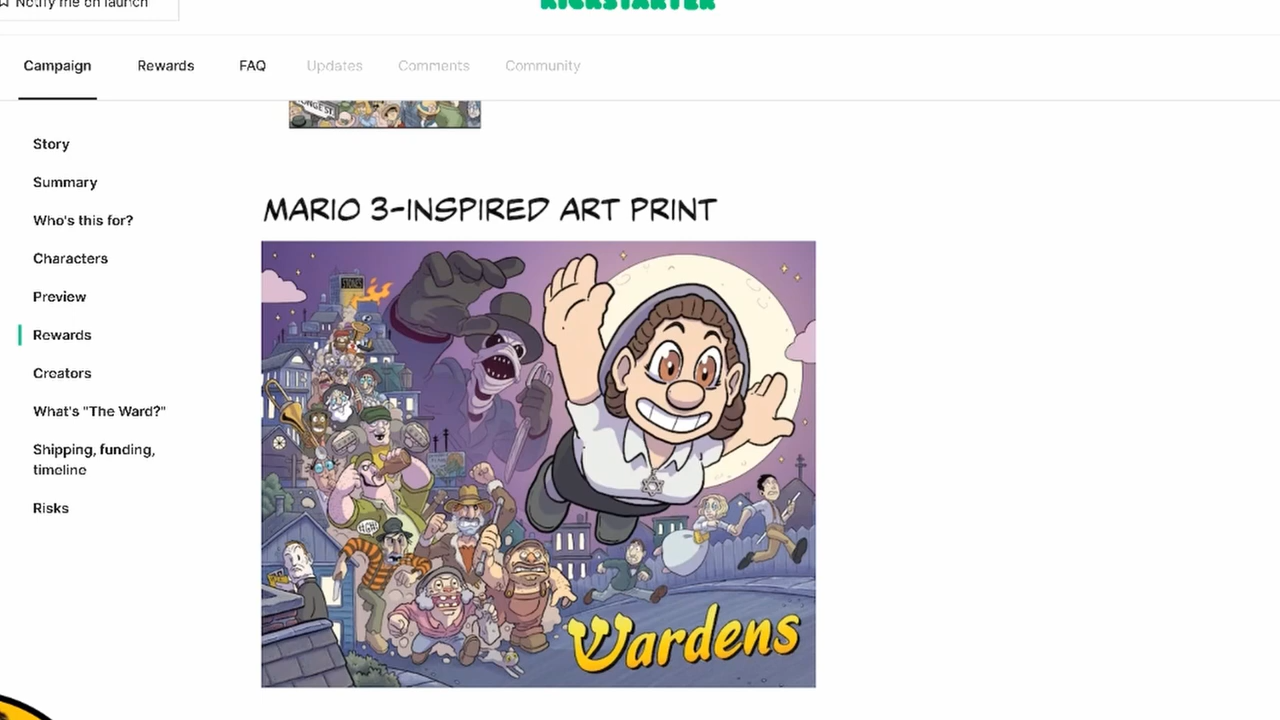 Notify me on launch
KICKSTARTER
Campaign
Rewards
FAQ
Updates
Comments
Community
Story
Summary
Who's this for?
Characters
Preview
Rewards
Creators
What's "The Ward?"
Shipping, funding,
timeline
Risks
MARIO 3-INSPIRED ART PRINT
Wardens